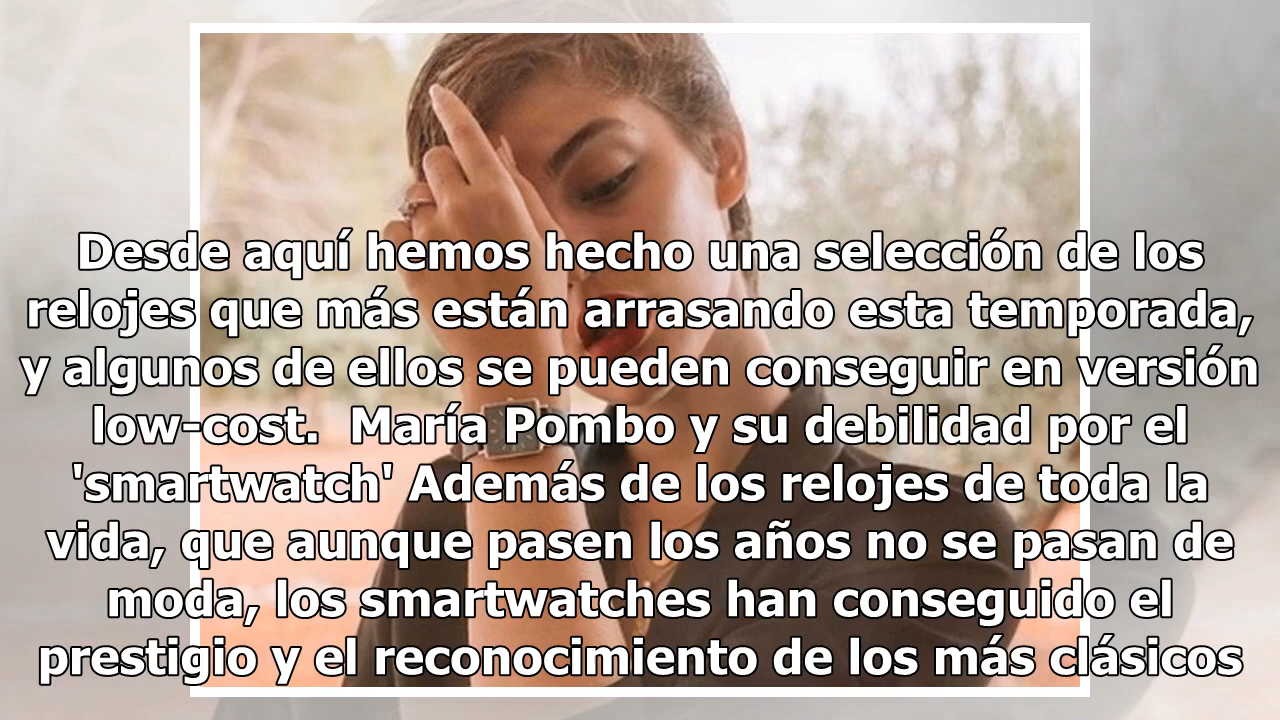 Desde aquí hemos hecho una selección de los
relojes que más están arrasando esta temporada,
y algunos de ellos se pueden conseguir en versión
low-cost.  María Pombo y su debilidad por el
'smartwatch' Además de los relojes de toda la
vida, que aunque pasen los años no se pasan de
moda, los smartwatches han conseguido el
prestigio y el reconocimiento de los más clásicos